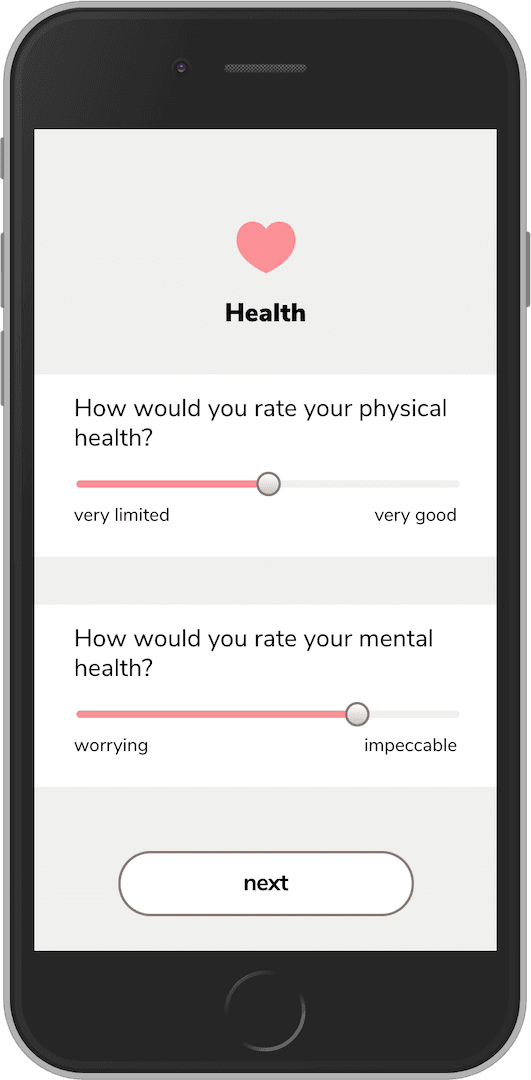 Health
How would you rate your physical
health?
very limited very good
How would you rate your mental
health?
worrying impeccable
next